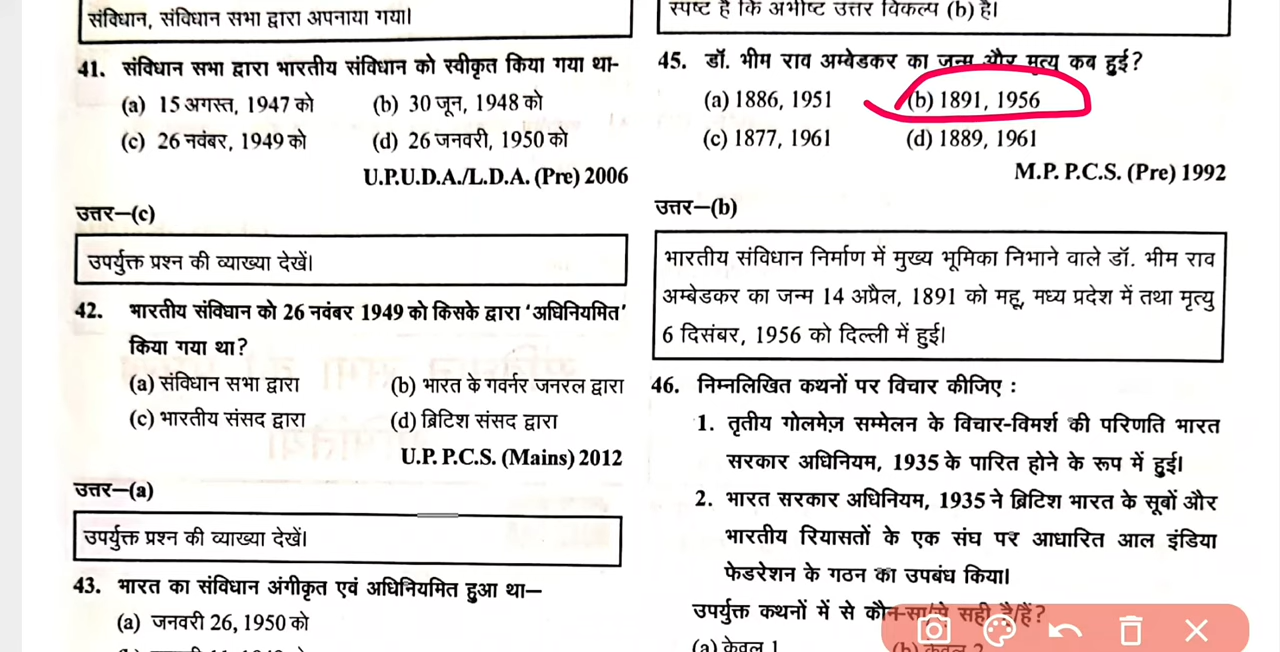 संविधान, संविधान सभा द्वारा अपनाया गया।
41. संविधान सभा द्वारा भारतीय संविधान को स्वीकृत किया गया था-
(a) 15 अगस्त, 1947 को (b) 30 जून, 1948 को
(c) 26 नवंबर, 1949 को (d) 26 जनवरी, 1950 को
U.P.U.D.A./L.D.A. (Pre) 2006
उत्तर–(c)
उपर्युक्त प्रश्न की व्याख्या देखें।
42. भारतीय संविधान को 26 नवंबर 1949 को किसके द्वारा ‘अधिनियमित’
किया गया था?
(a) संविधान सभा द्वारा (b) भारत के गवर्नर जनरल द्वारा
(c) भारतीय संसद द्वारा (d) ब्रिटिश संसद द्वारा
U.P. P.C.S. (Mains) 2012
उत्तर–(a)
उपर्युक्त प्रश्न की व्याख्या देखें।
43. भारत का संविधान अंगीकृत एवं अधिनियमित हुआ था–
(a) जनवरी 26, 1950 को
स्पष्ट है कि अभीष्ट उत्तर विकल्प (b) है।
45. डॉ. भीम राव अम्बेडकर का जन्म और मृत्यु कब हुई?
(a) 1886, 1951 (b) 1891, 1956
(c) 1877, 1961 (d) 1889, 1961
M.P. P.C.S. (Pre) 1992
उत्तर–(b)
भारतीय संविधान निर्माण में मुख्य भूमिका निभाने वाले डॉ. भीम राव
अम्बेडकर का जन्म 14 अप्रैल, 1891 को महू, मध्य प्रदेश में तथा मृत्यु
6 दिसंबर, 1956 को दिल्ली में हुई।
46. निम्नलिखित कथनों पर विचार कीजिए :
1. तृतीय गोलमेज़ सम्मेलन के विचार-विमर्श की परिणति भारत
सरकार अधिनियम, 1935 के पारित होने के रूप में हुई।
2. भारत सरकार अधिनियम, 1935 ने ब्रिटिश भारत के सूबों और
भारतीय रियासतों के एक संघ पर आधारित आल इंडिया
फेडरेशन के गठन का उपबंध किया।
उपर्युक्त कथनों में से कौन-सा/से सही है/हैं?
(a) केवल 1 (b) केवल 2